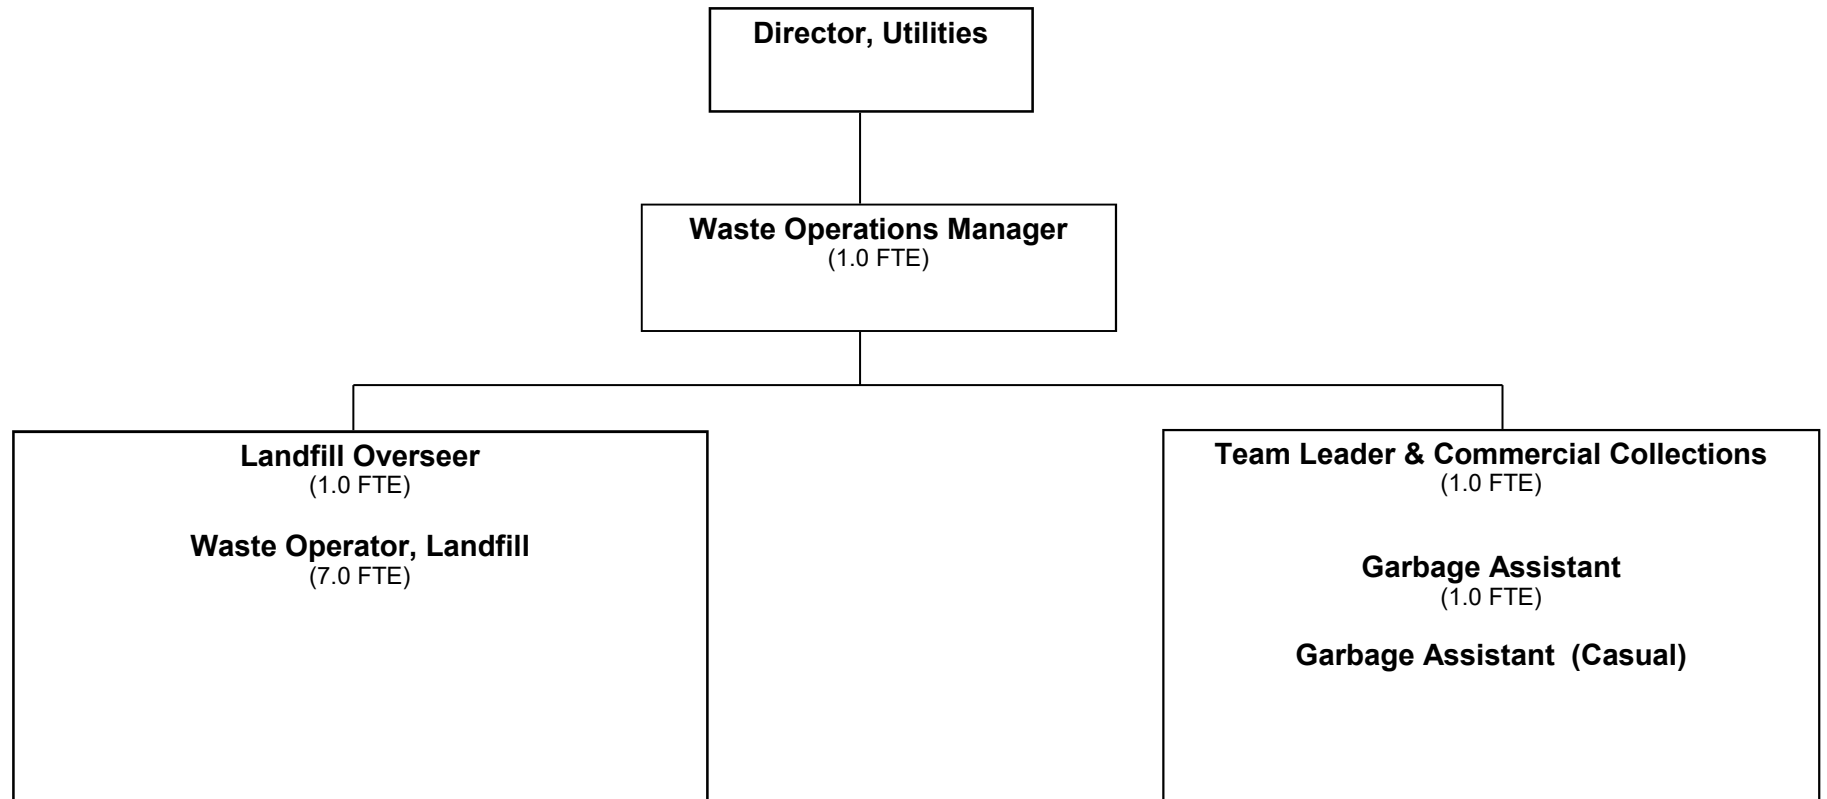 Director, Utilities
Waste Operations Manager
(1.0 FTE)
Landfill Overseer
(1.0 FTE)
Waste Operator, Landfill
(7.0 FTE)
Team Leader & Commercial Collections
(1.0 FTE)
Garbage Assistant
(1.0 FTE)
Garbage Assistant  (Casual)